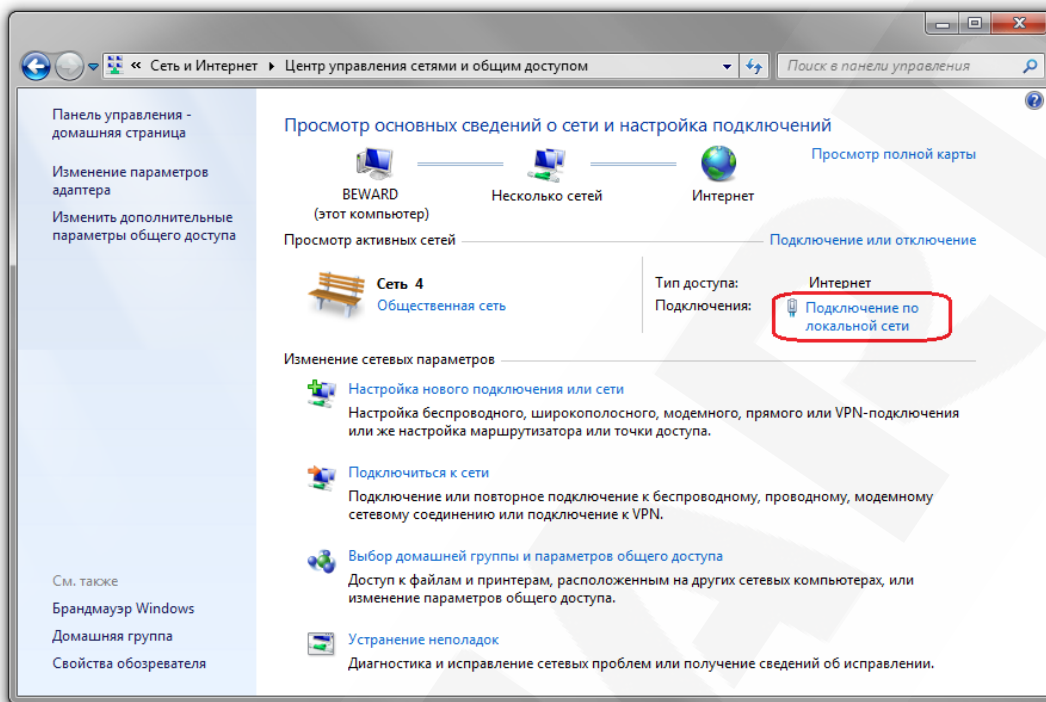 « Сеть и Интернет ▸ Центр управления сетями и общим доступом
Поиск в панели управления
Панель управления -
домашняя страница
Изменение параметров
адаптера
Изменить дополнительные
параметры общего доступа
Просмотр основных сведений о сети и настройка подключений
Просмотр полной карты
BEWARD
(этот компьютер)
Несколько сетей
Интернет
Просмотр активных сетей
Подключение или отключение
Сеть 4
Общественная сеть
Тип доступа: Интернет
Подключения: Подключение по
локальной сети
Изменение сетевых параметров
Настройка нового подключения или сети
Настройка беспроводного, широкополосного, модемного, прямого или VPN-подключения
или же настройка маршрутизатора или точки доступа.
Подключиться к сети
Подключение или повторное подключение к беспроводному, проводному, модемному
сетевому соединению или подключение к VPN.
Выбор домашней группы и параметров общего доступа
Доступ к файлам и принтерам, расположенным на других сетевых компьютерах, или
изменение параметров общего доступа.
Устранение неполадок
Диагностика и исправление сетевых проблем или получение сведений об исправлении.
См. также
Брандмауэр Windows
Домашняя группа
Свойства обозревателя